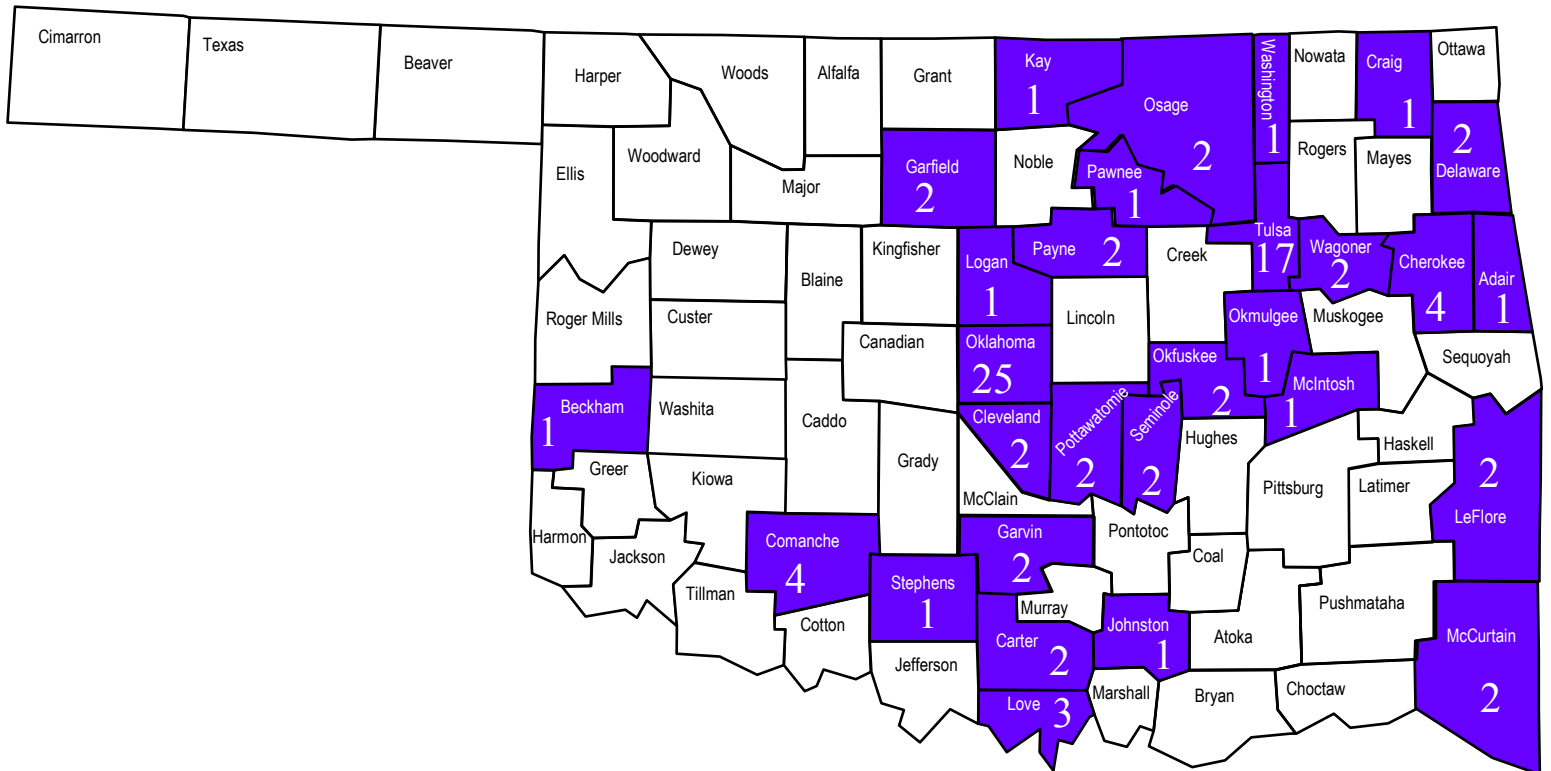 Cimarron
Texas
Beaver
Harper
Woods
Alfalfa
Grant
Kay
1
Osage
2
Washington
1
Nowata
Craig
1
Ottawa
Ellis
Woodward
Major
Garfield
2
Noble
Pawnee
1
Rogers
Mayes
2
Delaware
Dewey
Blaine
Kingfisher
Logan
1
Payne
2
Creek
Tulsa
17
Wagoner
2
Cherokee
4
Adair
1
Roger Mills
Custer
Canadian
Oklahoma
25
Lincoln
Okfuskee
2
Okmulgee
1
Muskogee
McIntosh
1
Sequoyah
Beckham
1
Washita
Caddo
Grady
Cleveland
2
Pottawatomie
2
Seminole
2
Hughes
Haskell
Greer
Kiowa
McClain
Pittsburg
Latimer
2
LeFlore
Harmon
Jackson
Comanche
4
Garvin
2
Pontotoc
Coal
Tillman
Stephens
1
Murray
Johnston
1
Atoka
Pushmataha
Cotton
Carter
2
McCurtain
2
Jefferson
Love
3
Marshall
Bryan
Choctaw